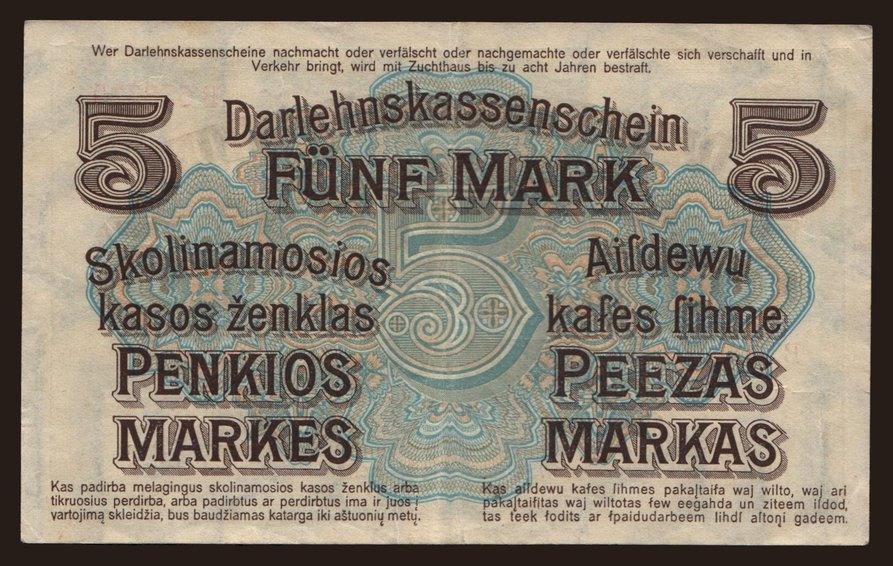 Wer Darlehnskassenscheine nachmacht oder verfälscht oder nachgemachte oder verfälschte sich verschafft und in
Verkehr bringt, wird mit Zuchthaus bis zu acht Jahren bestraft.
5 Darlehnskassenschein 5
FÜNF MARK
Skolinamosios
kasos ženklas
PENKIOS
MARKES
Aiſdewu
kaſes ſihme
PEEZAS
MARKAS
Kas padirba melagingus skolinamosios kasos ženklus arba
tikruosius perdirba, arba padirbtus ar perdirbtus ima ir juos į
vartojimą skleidžia, bus baudžiamas katarga iki aštuonių metų.
Kas aiſdewu kaſes ſihmes pakaļtaiſa waj wilto, waj ari
pakaļtaiſitas waj wiltotas ſew eegahda un ziteem iſdod,
tas teek ſodits ar ſpaidudarbeem lihdſ aſtoņi gadeem.
5